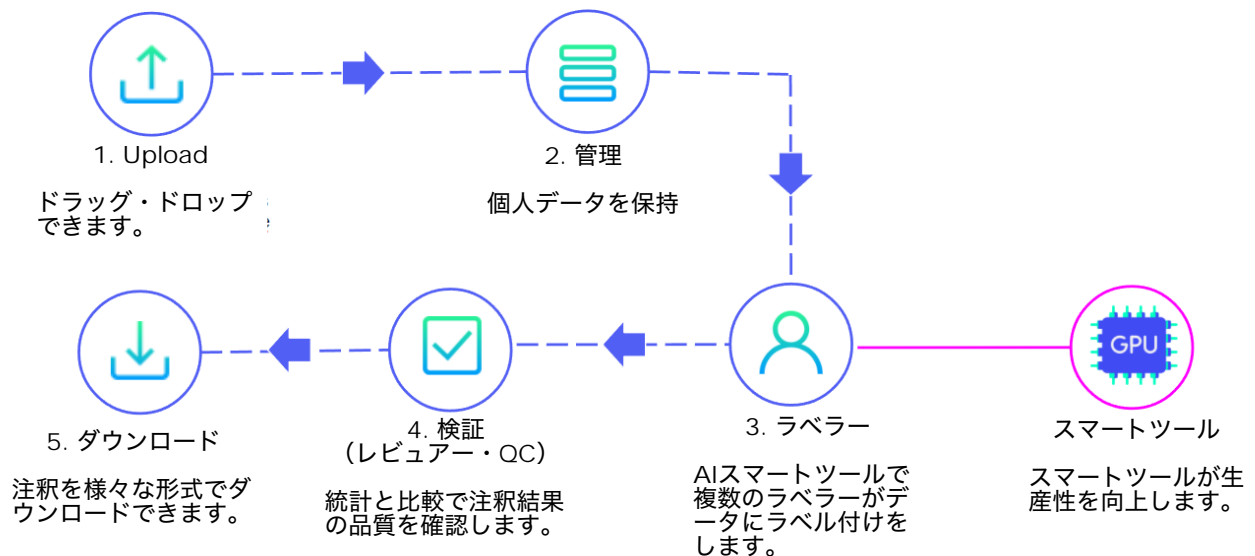 1. Upload
ドラッグ・ドロップ
できます。
2. 管理
個人データを保持
GPU
5. ダウンロード
注釈を様々な形式でダ
ウンロードできます。
4. 検証
（レビュアー・QC）
統計と比較で注釈結果
の品質を確認します。
3. ラベラー
AIスマートツールで
複数のラベラーがデ
ータにラベル付けを
します。
スマートツール
スマートツールが生
産性を向上します。